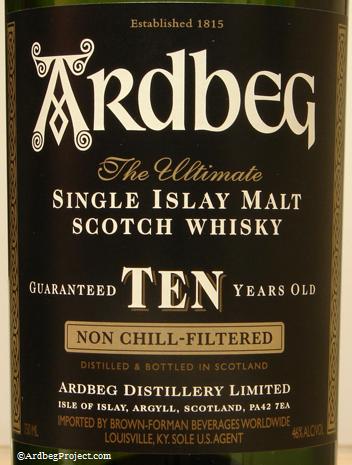 Established 1815
ARDBEG
The Ultimate
SINGLE ISLAY MALT
SCOTCH WHISKY
GUARANTEED TEN YEARS OLD
NON CHILL-FILTERED
DISTILLED & BOTTLED IN SCOTLAND
ARDBEG DISTILLERY LIMITED
ISLE OF ISLAY, ARGYLL, SCOTLAND, PA42 7EA
IMPORTED BY BROWN-FORMAN BEVERAGES WORLDWIDE
750 ML LOUISVILLE, KY. SOLE U.S. AGENT 46% ALC/VOL
©ArdbegProject.com